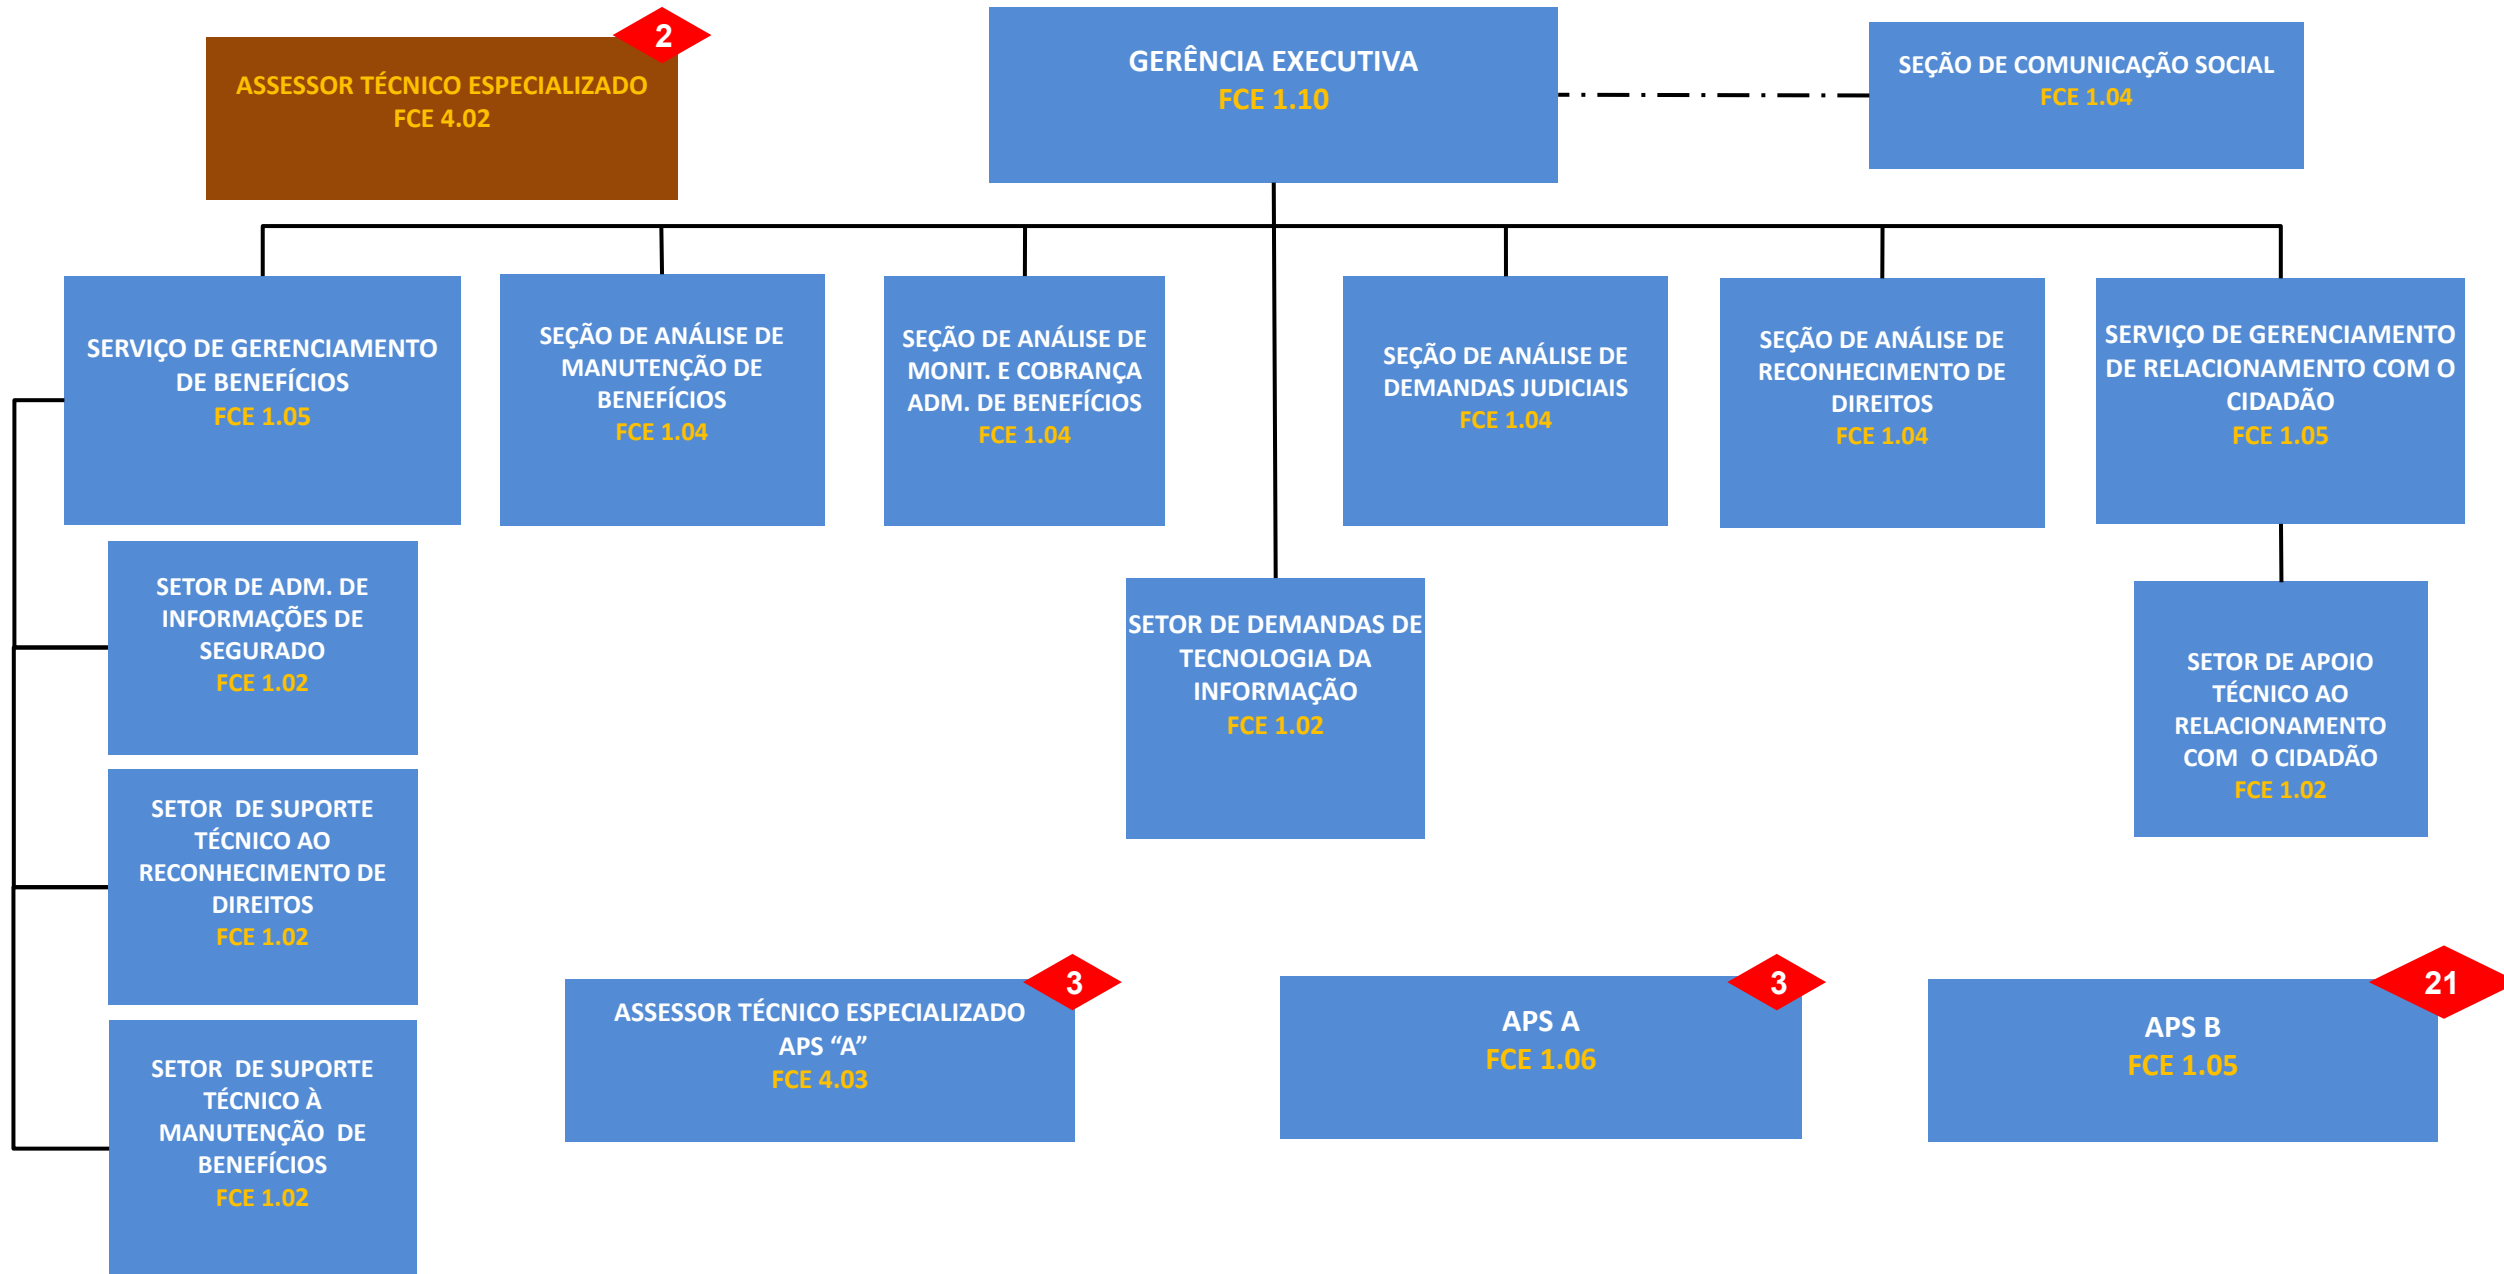 2
ASSESSOR TÉCNICO ESPECIALIZADO
FCE 4.02
GERÊNCIA EXECUTIVA
FCE 1.10
SEÇÃO DE COMUNICAÇÃO SOCIAL
FCE 1.04
SERVIÇO DE GERENCIAMENTO
DE BENEFÍCIOS
FCE 1.05
SEÇÃO DE ANÁLISE DE
MANUTENÇÃO DE
BENEFÍCIOS
FCE 1.04
SEÇÃO DE ANÁLISE DE
MONIT. E COBRANÇA
ADM. DE BENEFÍCIOS
FCE 1.04
SEÇÃO DE ANÁLISE DE
DEMANDAS JUDICIAIS
FCE 1.04
SEÇÃO DE ANÁLISE DE
RECONHECIMENTO DE
DIREITOS
FCE 1.04
SERVIÇO DE GERENCIAMENTO
DE RELACIONAMENTO COM O
CIDADÃO
FCE 1.05
SETOR DE ADM. DE
INFORMAÇÕES DE
SEGURADO
FCE 1.02
SETOR DE DEMANDAS DE
TECNOLOGIA DA
INFORMAÇÃO
FCE 1.02
SETOR DE APOIO
TÉCNICO AO
RELACIONAMENTO
COM O CIDADÃO
FCE 1.02
SETOR DE SUPORTE
TÉCNICO AO
RECONHECIMENTO DE
DIREITOS
FCE 1.02
SETOR DE SUPORTE
TÉCNICO À
MANUTENÇÃO DE
BENEFÍCIOS
FCE 1.02
3
ASSESSOR TÉCNICO ESPECIALIZADO
APS “A”
FCE 4.03
3
APS A
FCE 1.06
21
APS B
FCE 1.05